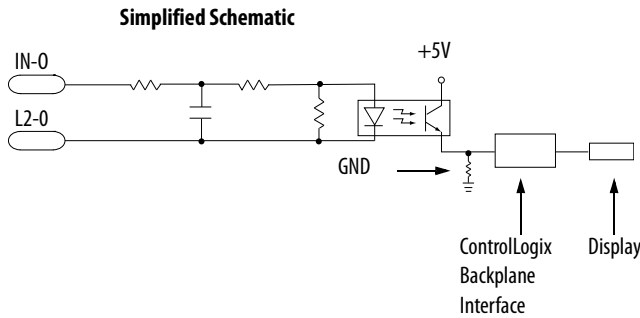 Simplified Schematic
+5V
IN-0
L2-0
GND
ControlLogix
Backplane
Interface
Display